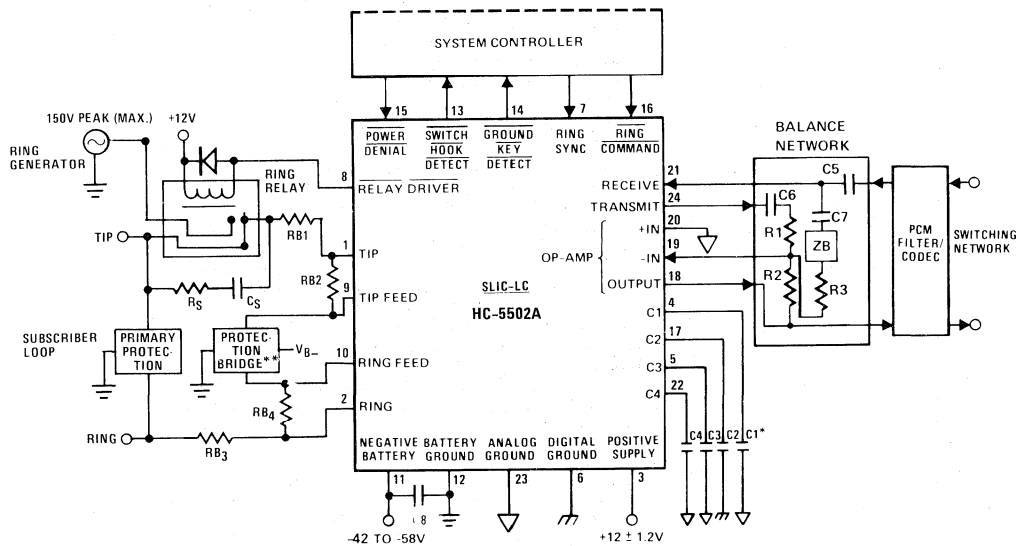 SYSTEM CONTROLLER
15 13 14 7 16
150V PEAK (MAX.) +12V
RING
GENERATOR
RING
RELAY
POWER
DENIAL
SWITCH
HOOK
DETECT
GROUND
KEY
DETECT
RING
SYNC
RING
COMMAND
BALANCE
NETWORK
8
RELAY DRIVER
21
RECEIVE
C5
24
TRANSMIT
C6
C7
20
+IN
R1
ZB
19
-IN
OP-AMP
R2
R3
18
OUTPUT
PCM
FILTER/
CODEC
SWITCHING
NETWORK
TIP
RB1
1
TIP
RB2
9
TIP FEED
RS
CS
SLIC-LC
HC-5502A
4
C1
17
C2
5
C3
22
C4
SUBSCRIBER
LOOP
PRIMARY
PROTEC-
TION
PROTEC-
TION
BRIDGE**
VB–
10
RING FEED
RB4
2
RING
RING
RB3
C4 C3 C2 C1*
NEGATIVE
BATTERY
BATTERY
GROUND
ANALOG
GROUND
DIGITAL
GROUND
POSITIVE
SUPPLY
11 12 23 6 3
8
-42 TO -58V
+12 ± 1.2V